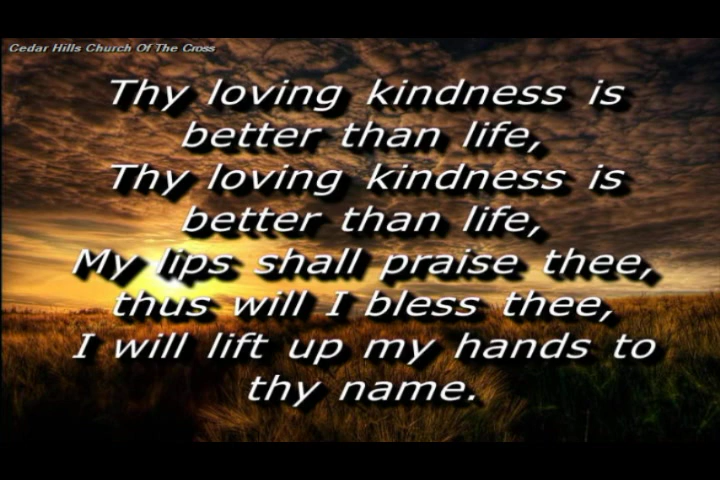 Cedar Hills Church Of The Cross
Thy loving kindness is
better than life,
Thy loving kindness is
better than life,
My lips shall praise thee,
thus will I bless thee,
I will lift up my hands to
thy name.